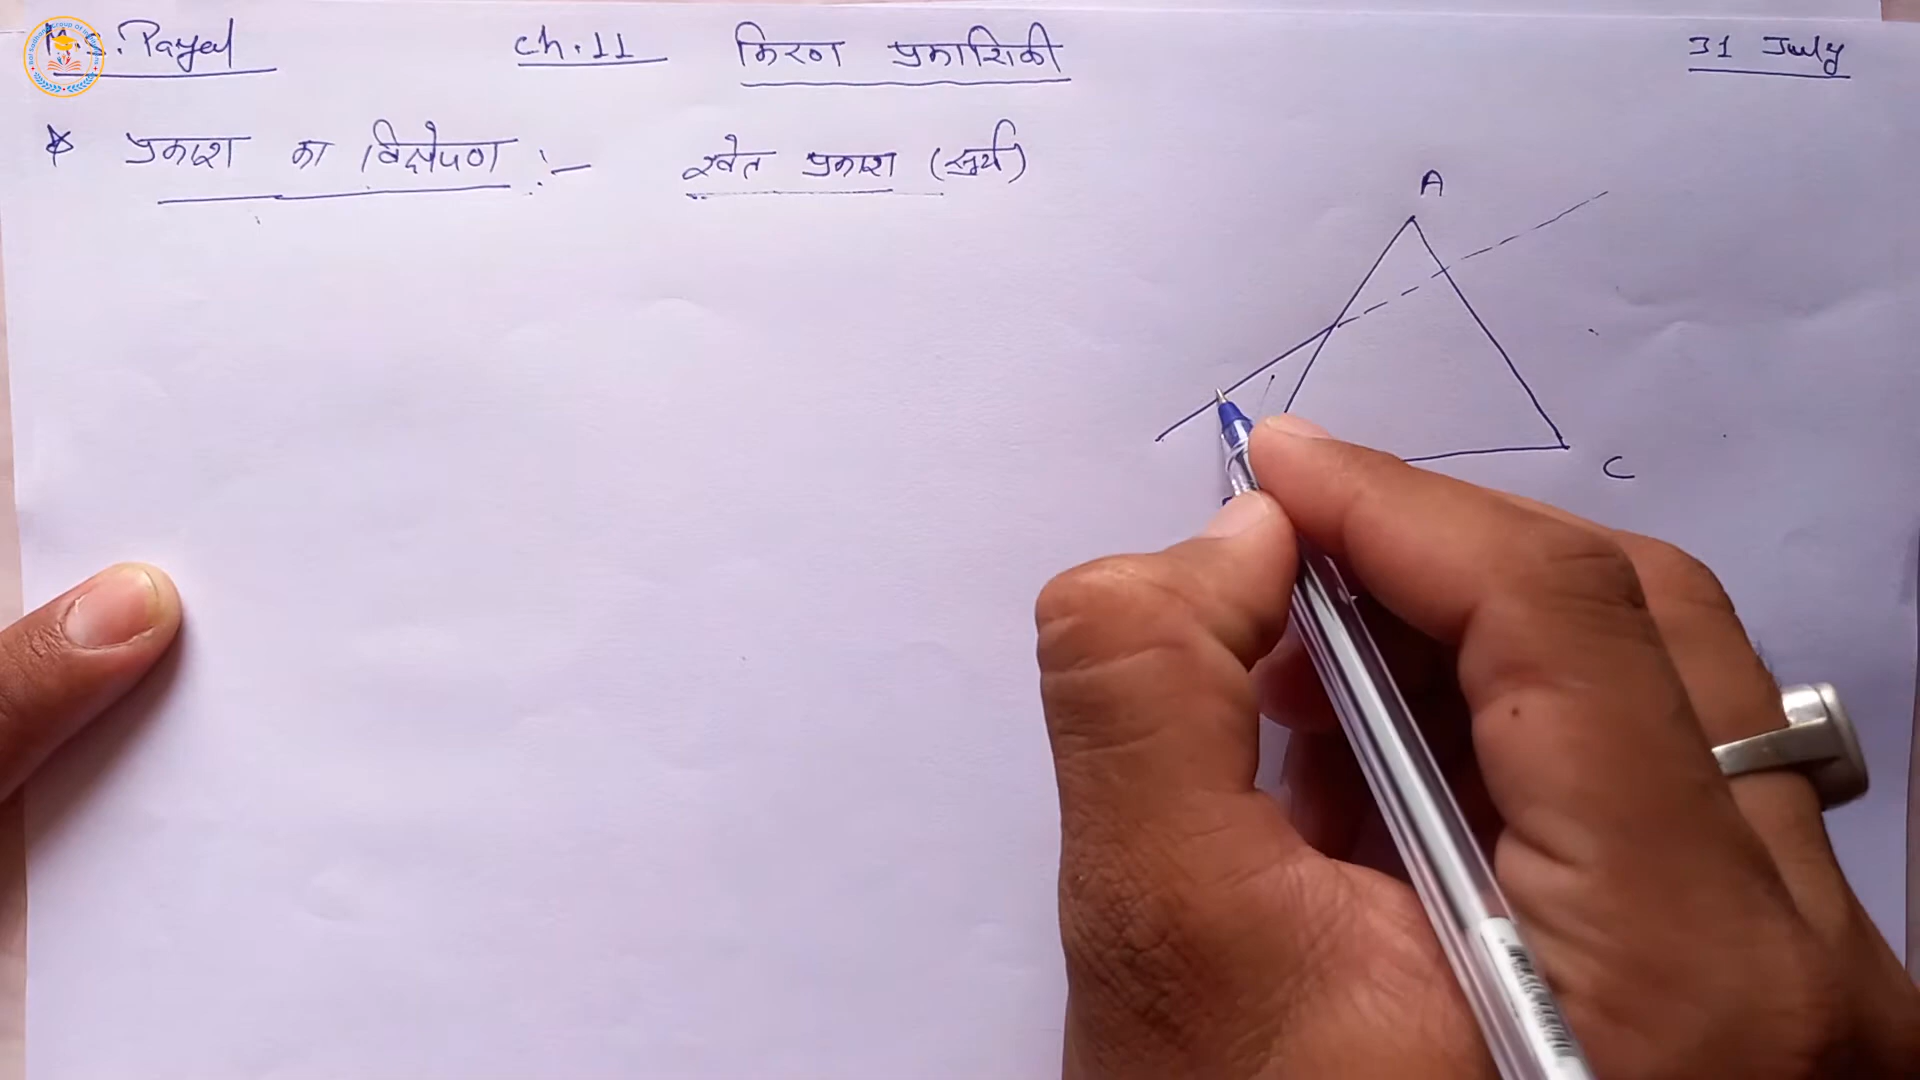 M.S. Payal ch.11 किरण प्रकाशिकी 31 July
* प्रकाश का विक्षेपण :- श्वेत प्रकाश (सूर्य)
A
C